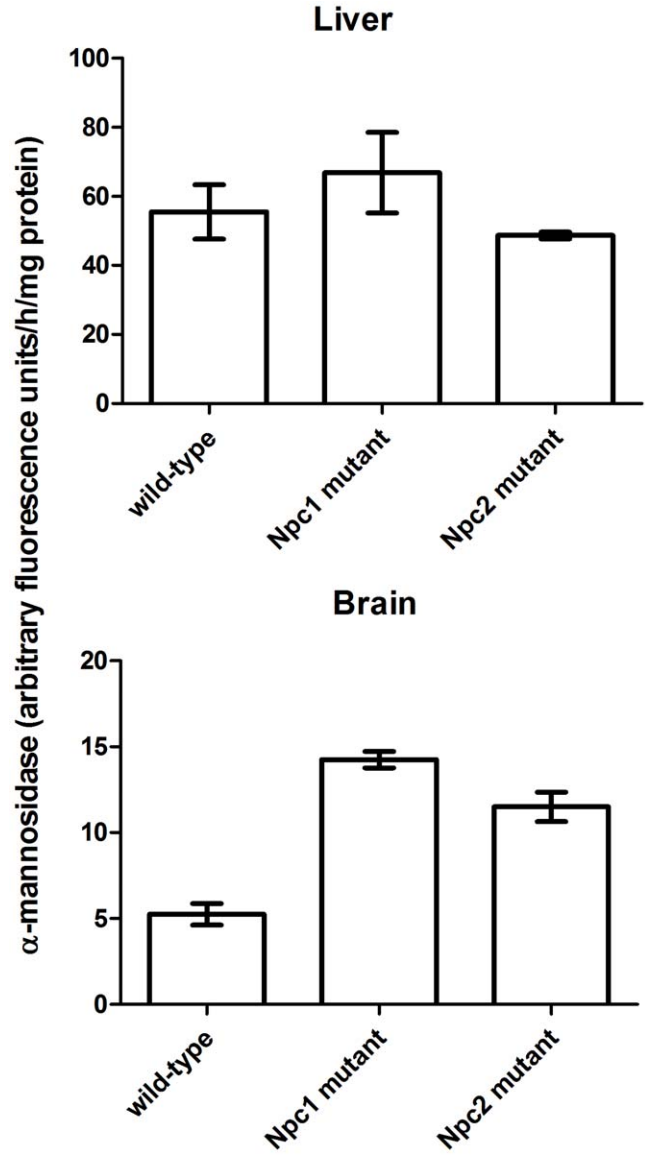 Liver
α-mannosidase (arbitrary fluorescence units/h/mg protein)
100
80
60
40
20
0
wild-type
Npc1 mutant
Npc2 mutant
Brain
20
15
10
5
0
wild-type
Npc1 mutant
Npc2 mutant